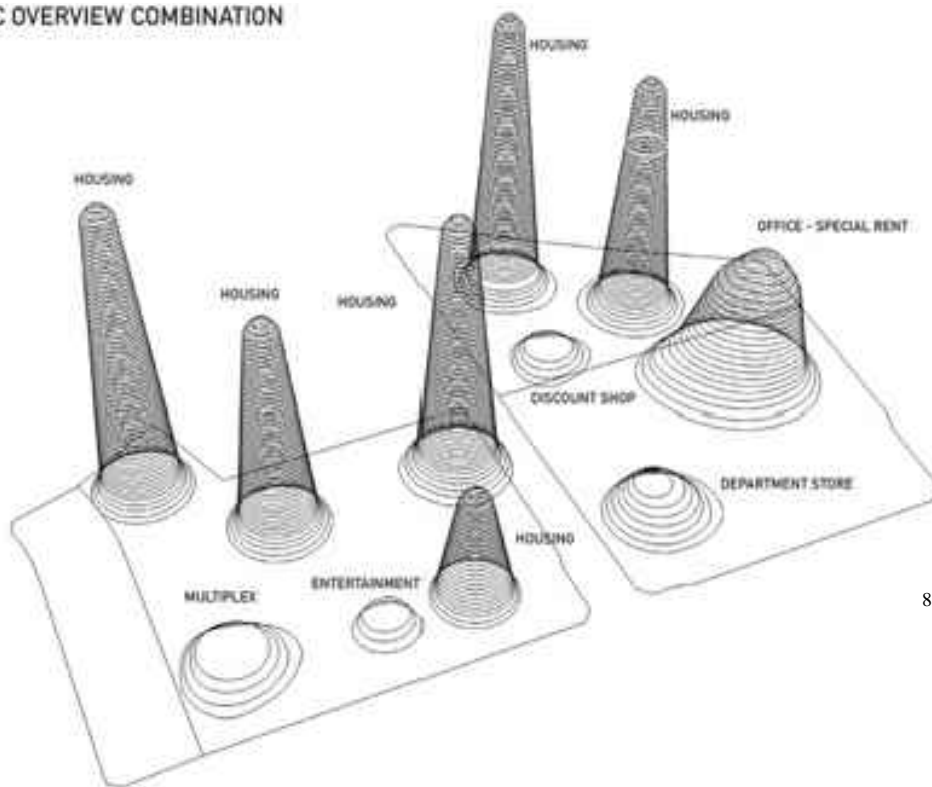 C OVERVIEW COMBINATION
HOUSING
HOUSING
HOUSING
OFFICE - SPECIAL RENT
HOUSING
HOUSING
DISCOUNT SHOP
DEPARTMENT STORE
HOUSING
ENTERTAINMENT
MULTIPLEX
8